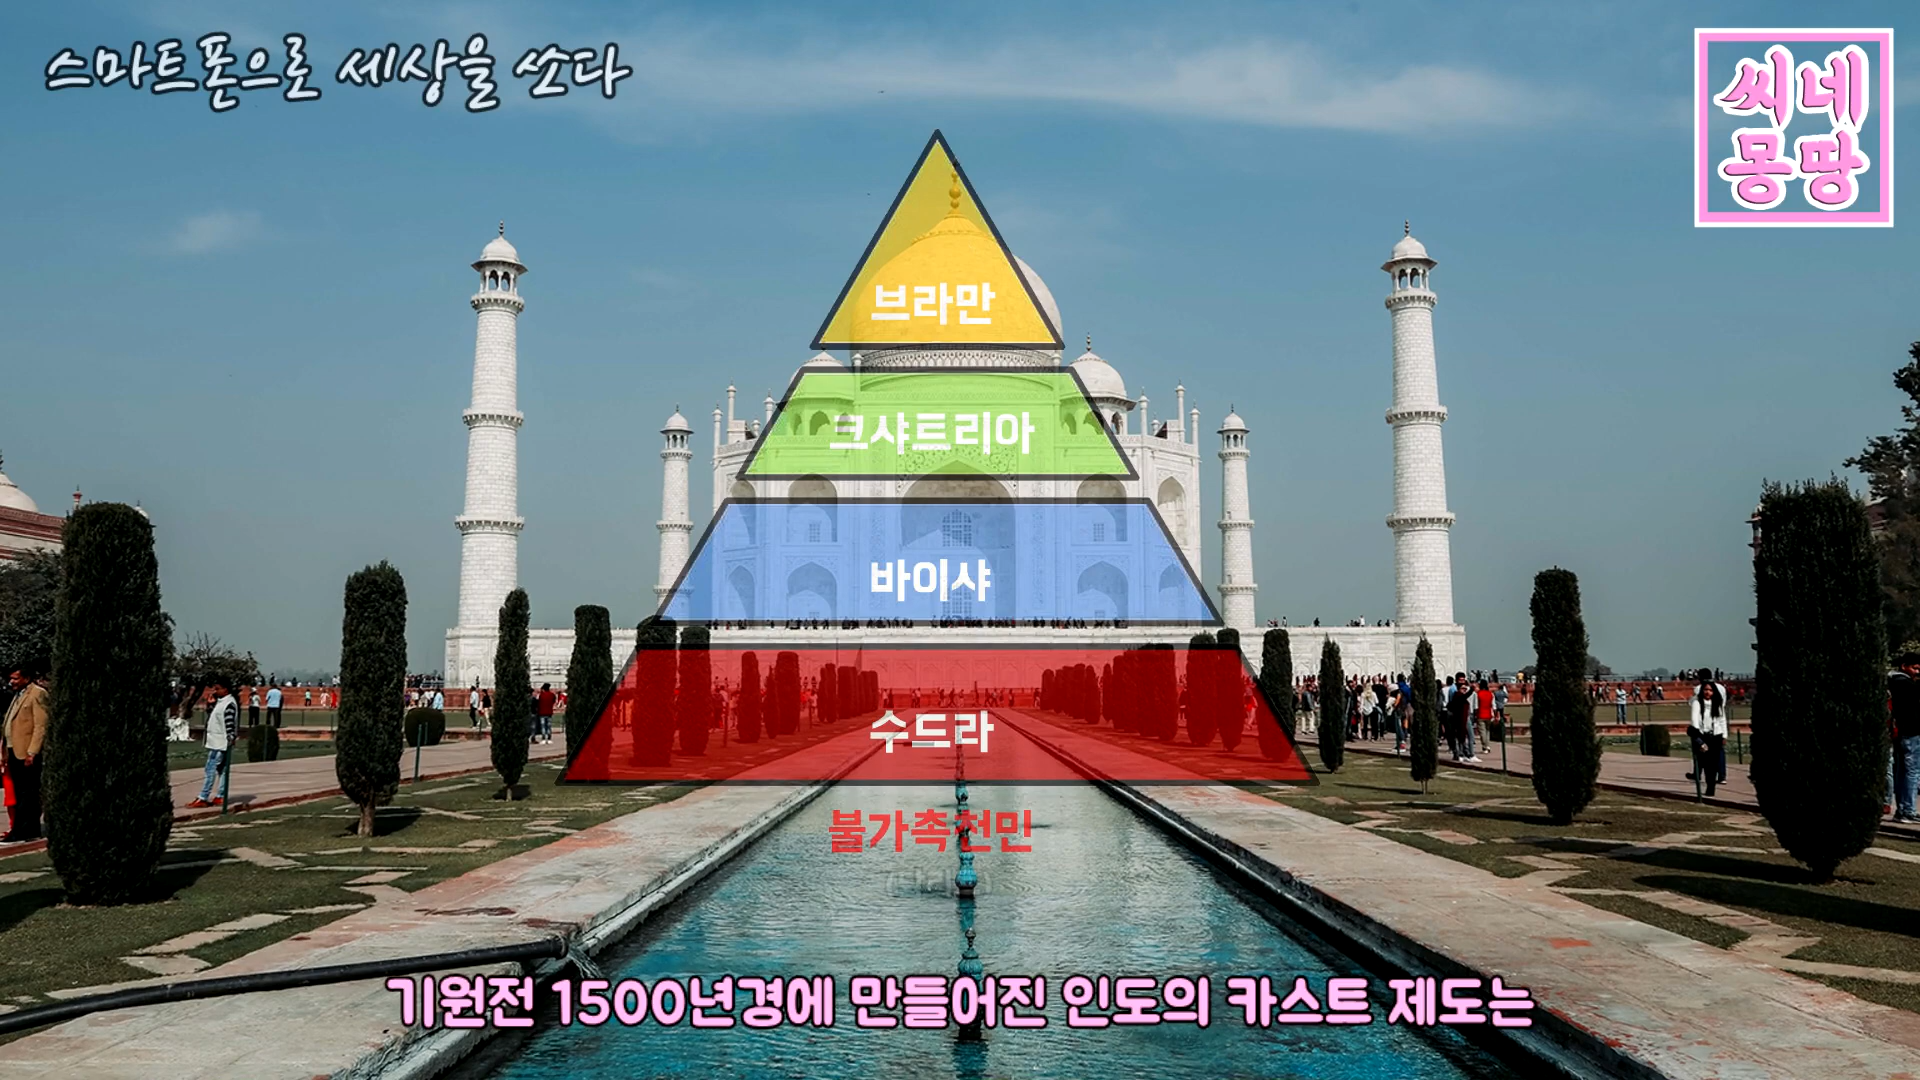 스마트폰으로 세상을 쏘다
씨네
몽땅
브라만
크샤트리아
바이샤
수드라
불가촉천민
기원전 1500년경에 만들어진 인도의 카스트 제도는